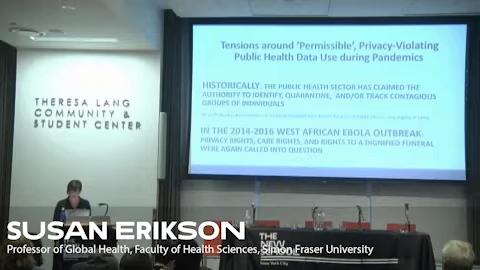 Tensions around 'Permissible', Privacy-Violating
Public Health Data Use during Pandemics
HISTORICALLY: THE PUBLIC HEALTH SECTOR HAS CLAIMED THE
AUTHORITY TO IDENTIFY, QUARANTINE, AND/OR TRACK CONTAGIOUS
GROUPS OF INDIVIDUALS
IN THE 2014-2016 WEST AFRICAN EBOLA OUTBREAK:
PRIVACY RIGHTS, CARE RIGHTS, AND RIGHTS TO A DIGNIFIED FUNERAL
WERE AGAIN CALLED INTO QUESTION
THERESA LANG
COMMUNITY &
STUDENT CENTER
SUSAN ERIKSON
Professor of Global Health, Faculty of Health Sciences, Simon Fraser University
THE NEW
New York City